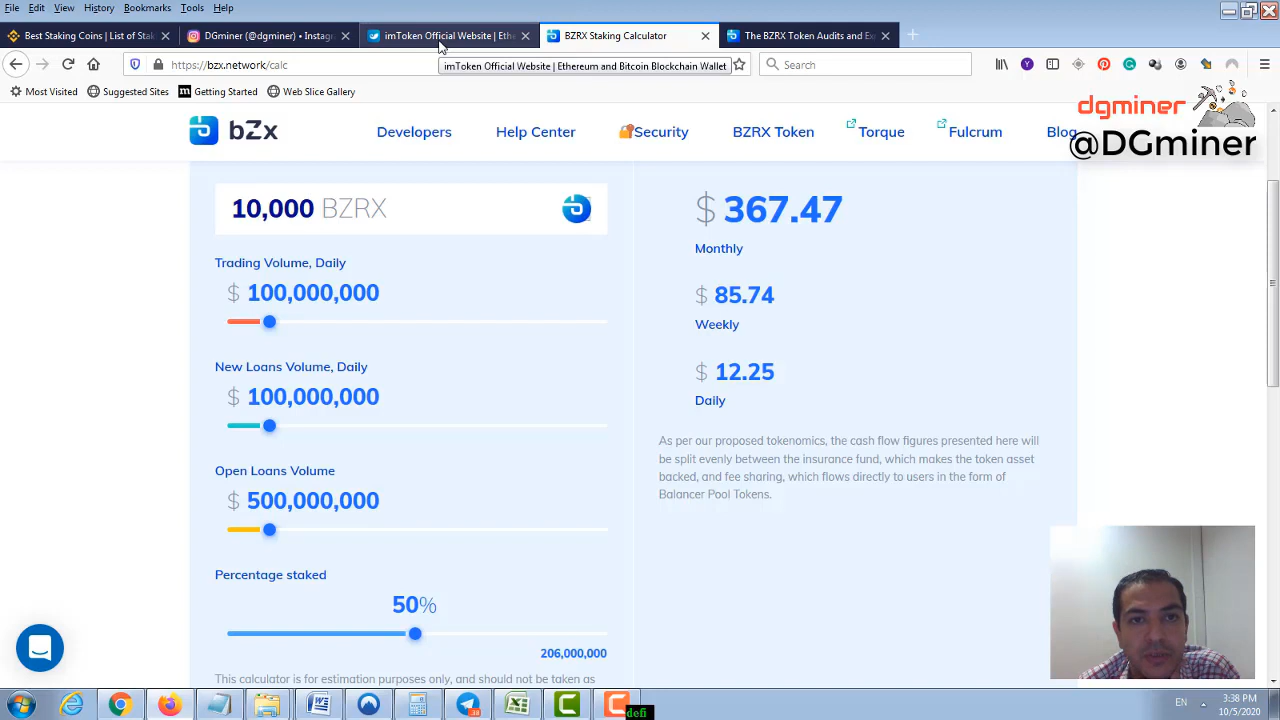 File Edit View History Bookmarks Tools Help
Best Staking Coins | List of Stak
DGminer (@dgminer) • Instag
imToken Official Website | Ethe
BZRX Staking Calculator
The BZRX Token Audits and Ex
https://bzx.network/calc
imToken Official Website | Ethereum and Bitcoin Blockchain Wallet
Search
Most Visited Suggested Sites Getting Started Web Slice Gallery
dgminer
@DGminer
bZx Developers Help Center Security BZRX Token Torque Fulcrum Blog
10,000 BZRX
Trading Volume, Daily
$ 100,000,000
New Loans Volume, Daily
$ 100,000,000
Open Loans Volume
$ 500,000,000
Percentage staked
50%
206,000,000
This calculator is for estimation purposes only, and should not be taken as
$ 367.47
Monthly
$ 85.74
Weekly
$ 12.25
Daily
As per our proposed tokenomics, the cash flow figures presented here will
be split evenly between the insurance fund, which makes the token asset
backed, and fee sharing, which flows directly to users in the form of
Balancer Pool Tokens.
defi
EN
3:38 PM
10/5/2020